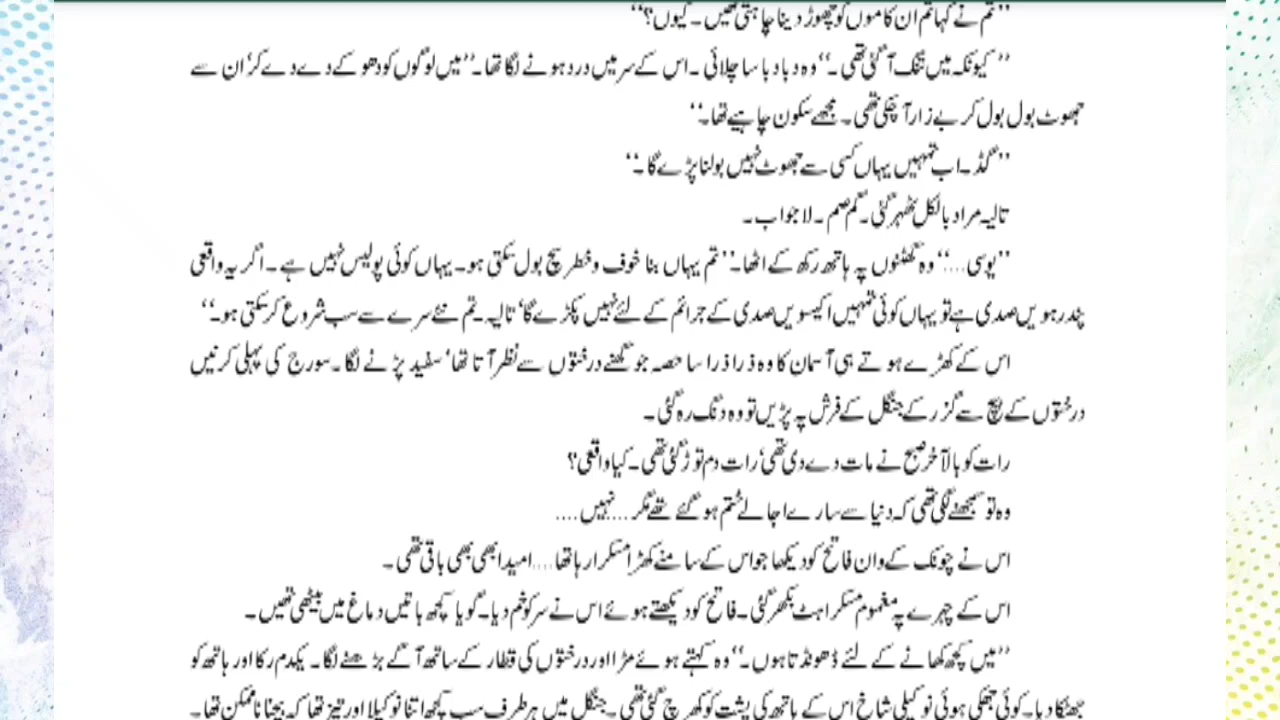 ’’تم نے کہا تم ان کاموں کو چھوڑ دینا چاہتی تھیں۔ کیوں؟‘‘
’’کیونکہ میں تنگ آ گئی تھی۔‘‘ وہ دبا دبا سا چلائی۔ اس کے سر میں درد ہونے لگا تھا۔ ’’میں لوگوں کو دھوکے دے دے کر‘ ان سے
جھوٹ بول بول کر بے زار آ چکی تھی۔ مجھے سکون چاہیے تھا۔‘‘
’’گڈ۔ اب تمہیں یہاں کسی سے جھوٹ نہیں بولنا پڑے گا۔‘‘
تالیہ مراد بالکل ٹھہر گئی۔ گم صم۔ لاجواب۔
’’یوسی....‘‘ وہ گھٹنوں پہ ہاتھ رکھ کے اٹھا۔ ’’تم یہاں بنا خوف و خطر سچ بول سکتی ہو۔ یہاں کوئی پولیس نہیں ہے۔ اگر یہ واقعی
پندرہویں صدی ہے تو یہاں کوئی تمہیں اکیسویں صدی کے جرائم کے لئے نہیں پکڑے گا‘ تالیہ۔ تم نئے سرے سے سب شروع کر سکتی ہو۔‘‘
اس کے کھڑے ہوتے ہی آسمان کا وہ ذرا ذرا سا حصہ جو گھنے درختوں سے نظر آتا تھا‘ سفید پڑنے لگا۔ سورج کی پہلی کرنیں
درختوں کے بیچ سے گزر کے جنگل کے فرش پہ پڑیں تو وہ دنگ رہ گئی۔
رات کو بالآخر صبح نے مات دے دی تھی‘ رات دم توڑ گئی تھی۔ کیا واقعی؟
وہ تو سمجھنے لگی تھی کہ دنیا سے سارے اجالے ختم ہو گئے تھے مگر.... نہیں....
اس نے چونک کے وان فاتح کو دیکھا جو اس کے سامنے کھڑا مسکرا رہا تھا.... امید ابھی بھی باقی تھی۔
اس کے چہرے پہ مغموم مسکراہٹ بکھر گئی۔ فاتح کو دیکھتے ہوئے اس نے سر کو خم دیا۔ گویا کچھ باتیں دماغ میں بیٹھی تھیں۔
’’میں کچھ کھانے کے لئے ڈھونڈتا ہوں۔‘‘ وہ کہتے ہوئے مڑا اور درختوں کی قطار کے ساتھ آگے بڑھنے لگا۔ یکدم رکا اور ہاتھ کو
جھٹکا دیا۔ کوئی جھکی ہوئی نوکیلی شاخ اس کے ہاتھ کی پشت کو کھرچ گئی تھی۔ جنگل میں ہر طرف سب کچھ اتنا نوکیلا اور تیز تھا کہ بچنا ناممکن تھا۔